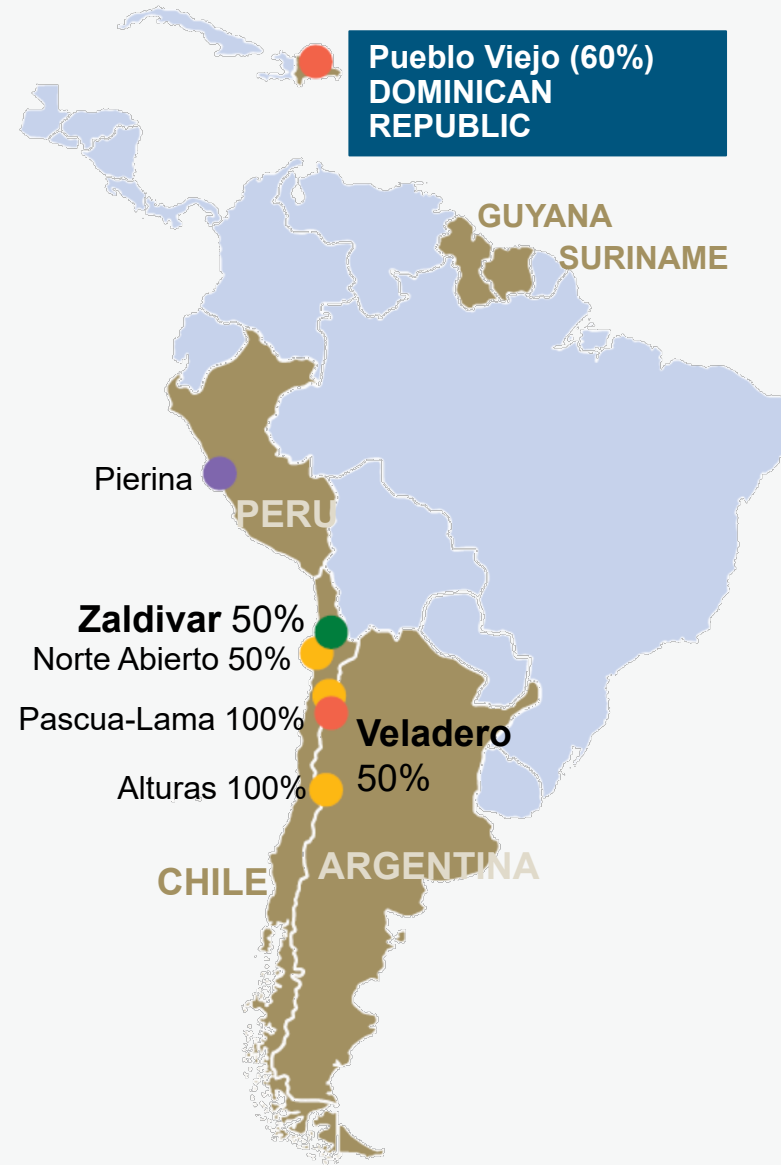 Pueblo Viejo (60%)
DOMINICAN
REPUBLIC
GUYANA
SURINAME
Pierina
PERU
Zaldivar 50%
Norte Abierto 50%
Pascua-Lama 100%
Veladero
50%
Alturas 100%
ARGENTINA
CHILE